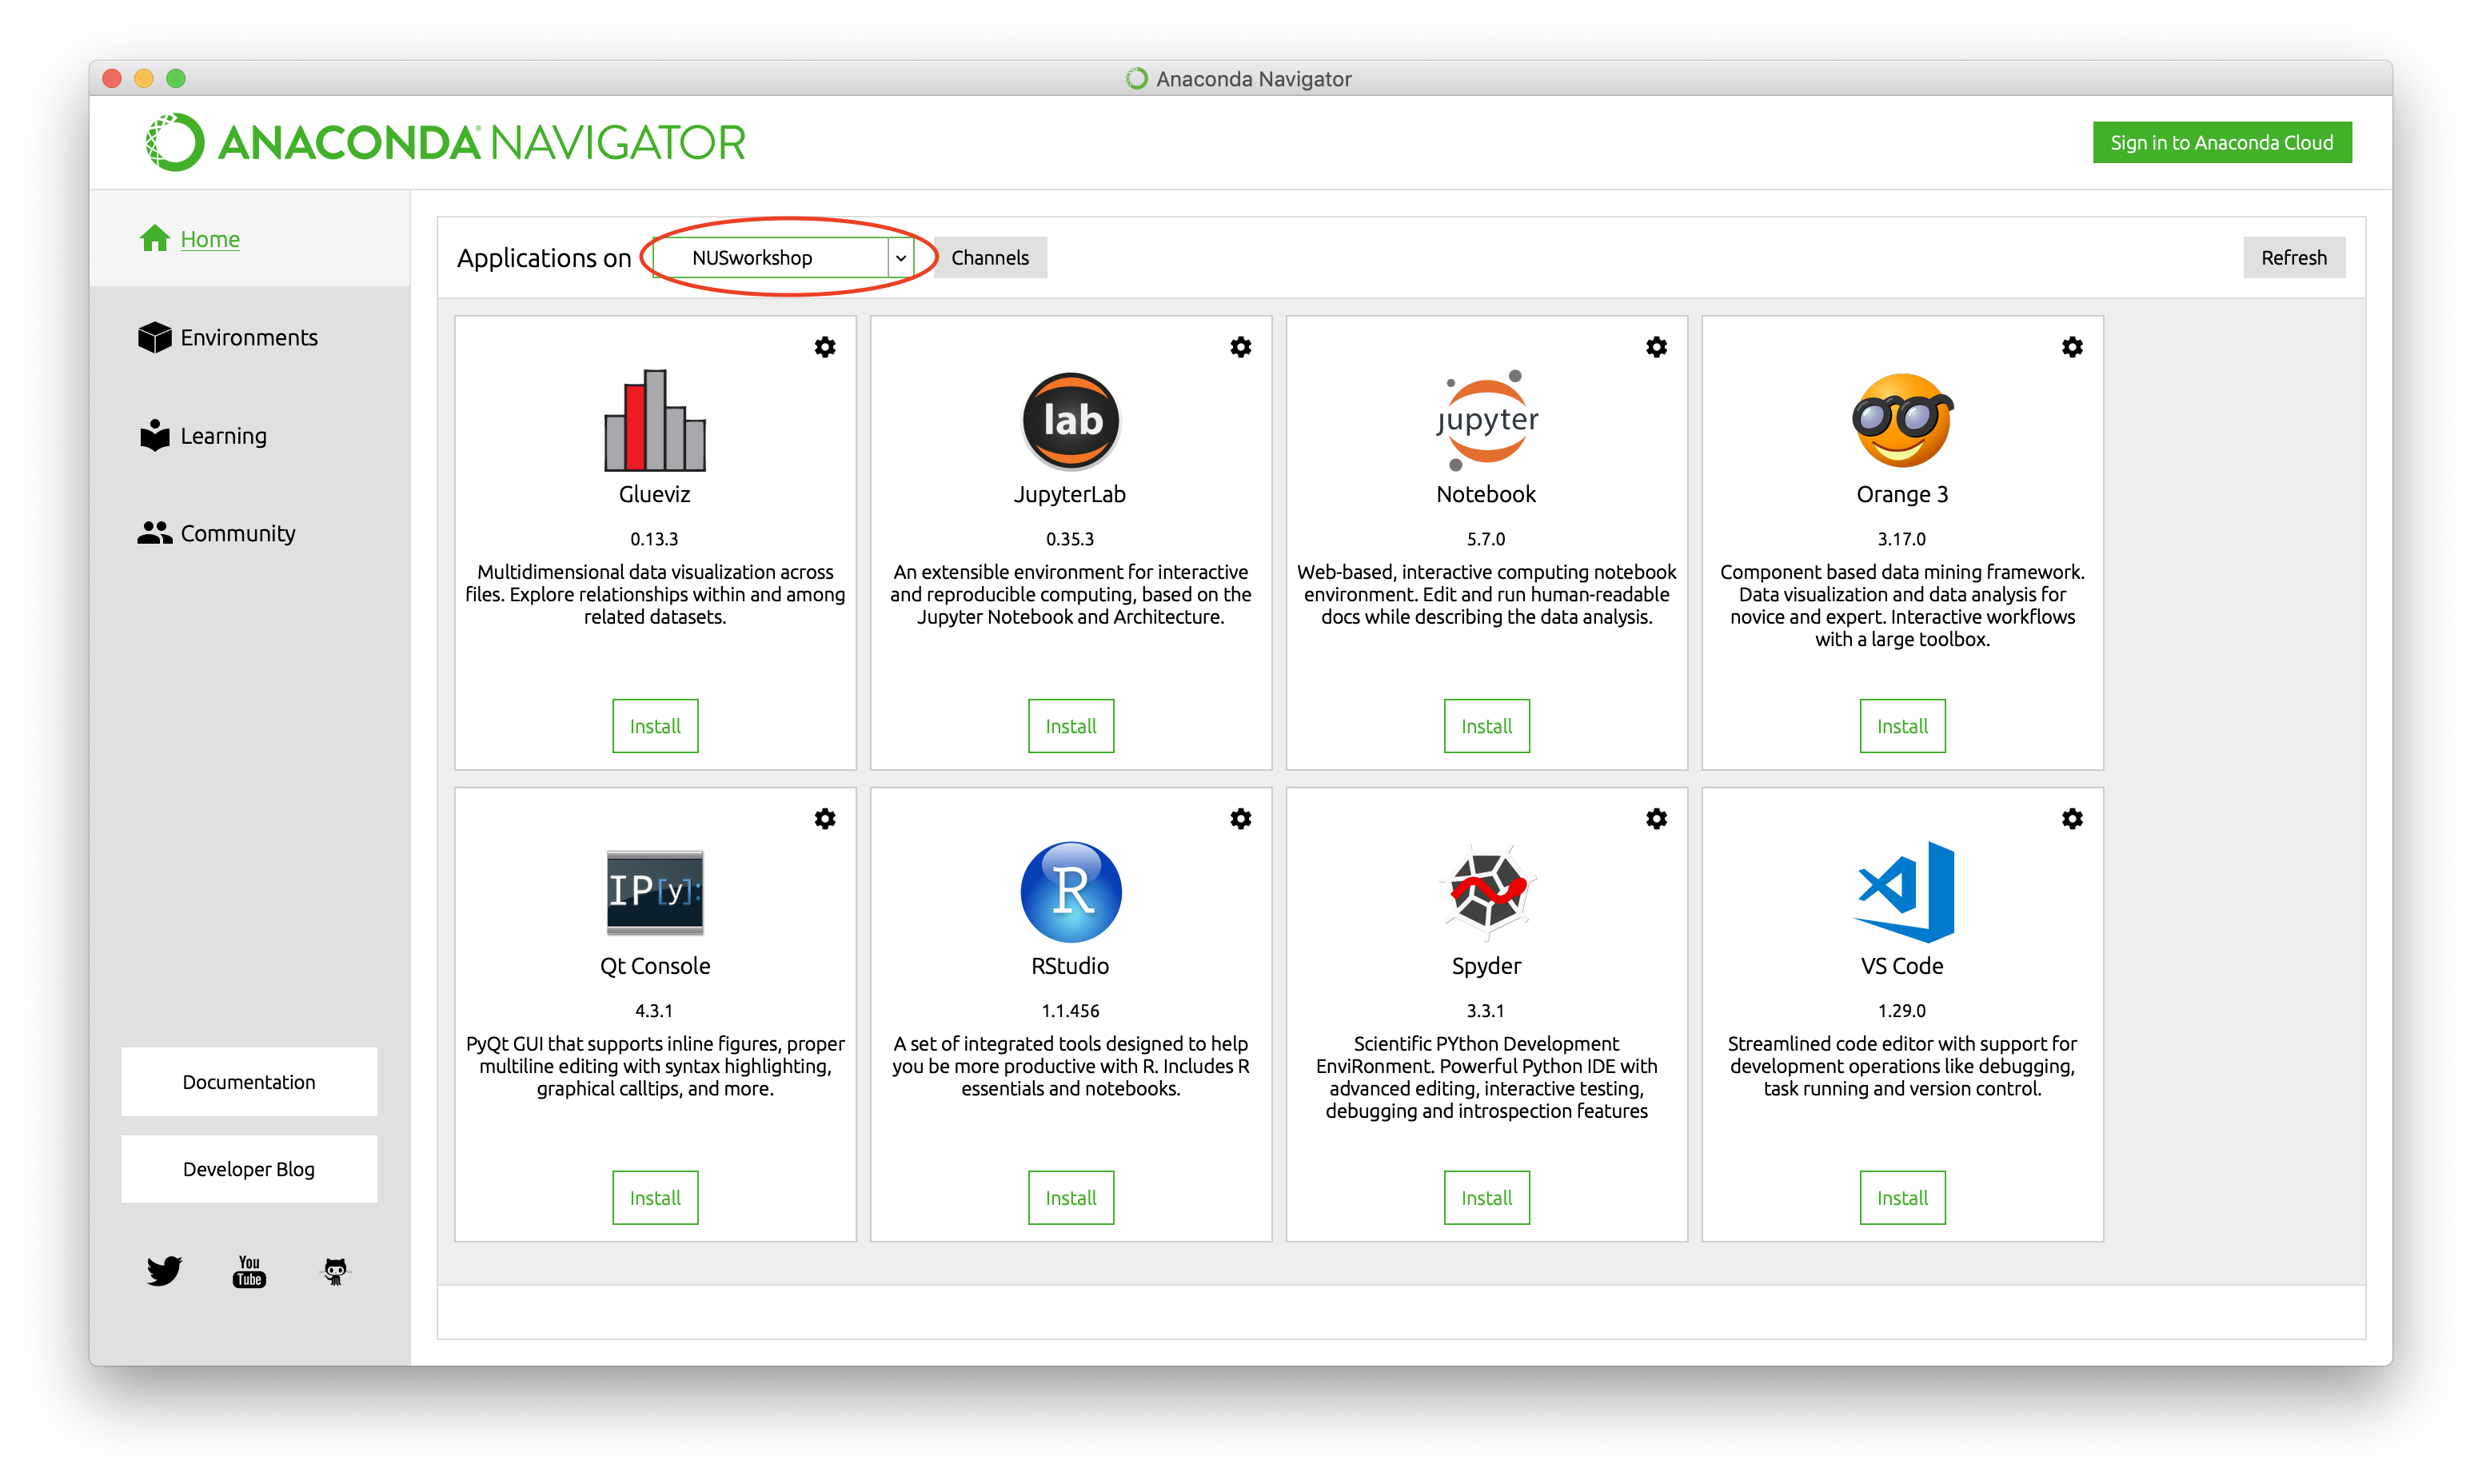 Anaconda Navigator
ANACONDA NAVIGATOR
Sign in to Anaconda Cloud
Home
Environments
Learning
Community
Documentation
Developer Blog
You
Tube
Applications on
NUSworkshop
Channels
Refresh
Glueviz
0.13.3
Multidimensional data visualization across
files. Explore relationships within and among
related datasets.
Install
lab
JupyterLab
0.35.3
An extensible environment for interactive
and reproducible computing, based on the
Jupyter Notebook and Architecture.
Install
jupyter
Notebook
5.7.0
Web-based, interactive computing notebook
environment. Edit and run human-readable
docs while describing the data analysis.
Install
Orange 3
3.17.0
Component based data mining framework.
Data visualization and data analysis for
novice and expert. Interactive workflows
with a large toolbox.
Install
IP[y]:
Qt Console
4.3.1
PyQt GUI that supports inline figures, proper
multiline editing with syntax highlighting,
graphical calltips, and more.
Install
R
RStudio
1.1.456
A set of integrated tools designed to help
you be more productive with R. Includes R
essentials and notebooks.
Install
Spyder
3.3.1
Scientific PYthon Development
EnviRonment. Powerful Python IDE with
advanced editing, interactive testing,
debugging and introspection features
Install
VS Code
1.29.0
Streamlined code editor with support for
development operations like debugging,
task running and version control.
Install